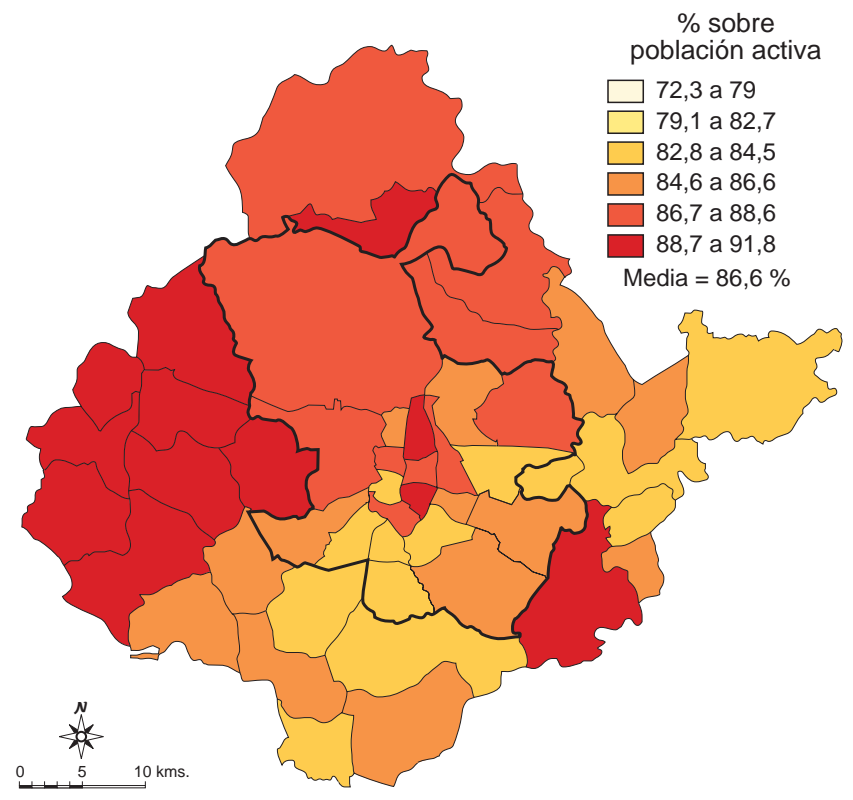 % sobre
población activa
72,3 a 79
79,1 a 82,7
82,8 a 84,5
84,6 a 86,6
86,7 a 88,6
88,7 a 91,8
Media = 86,6 %
N
0 5 10 kms.